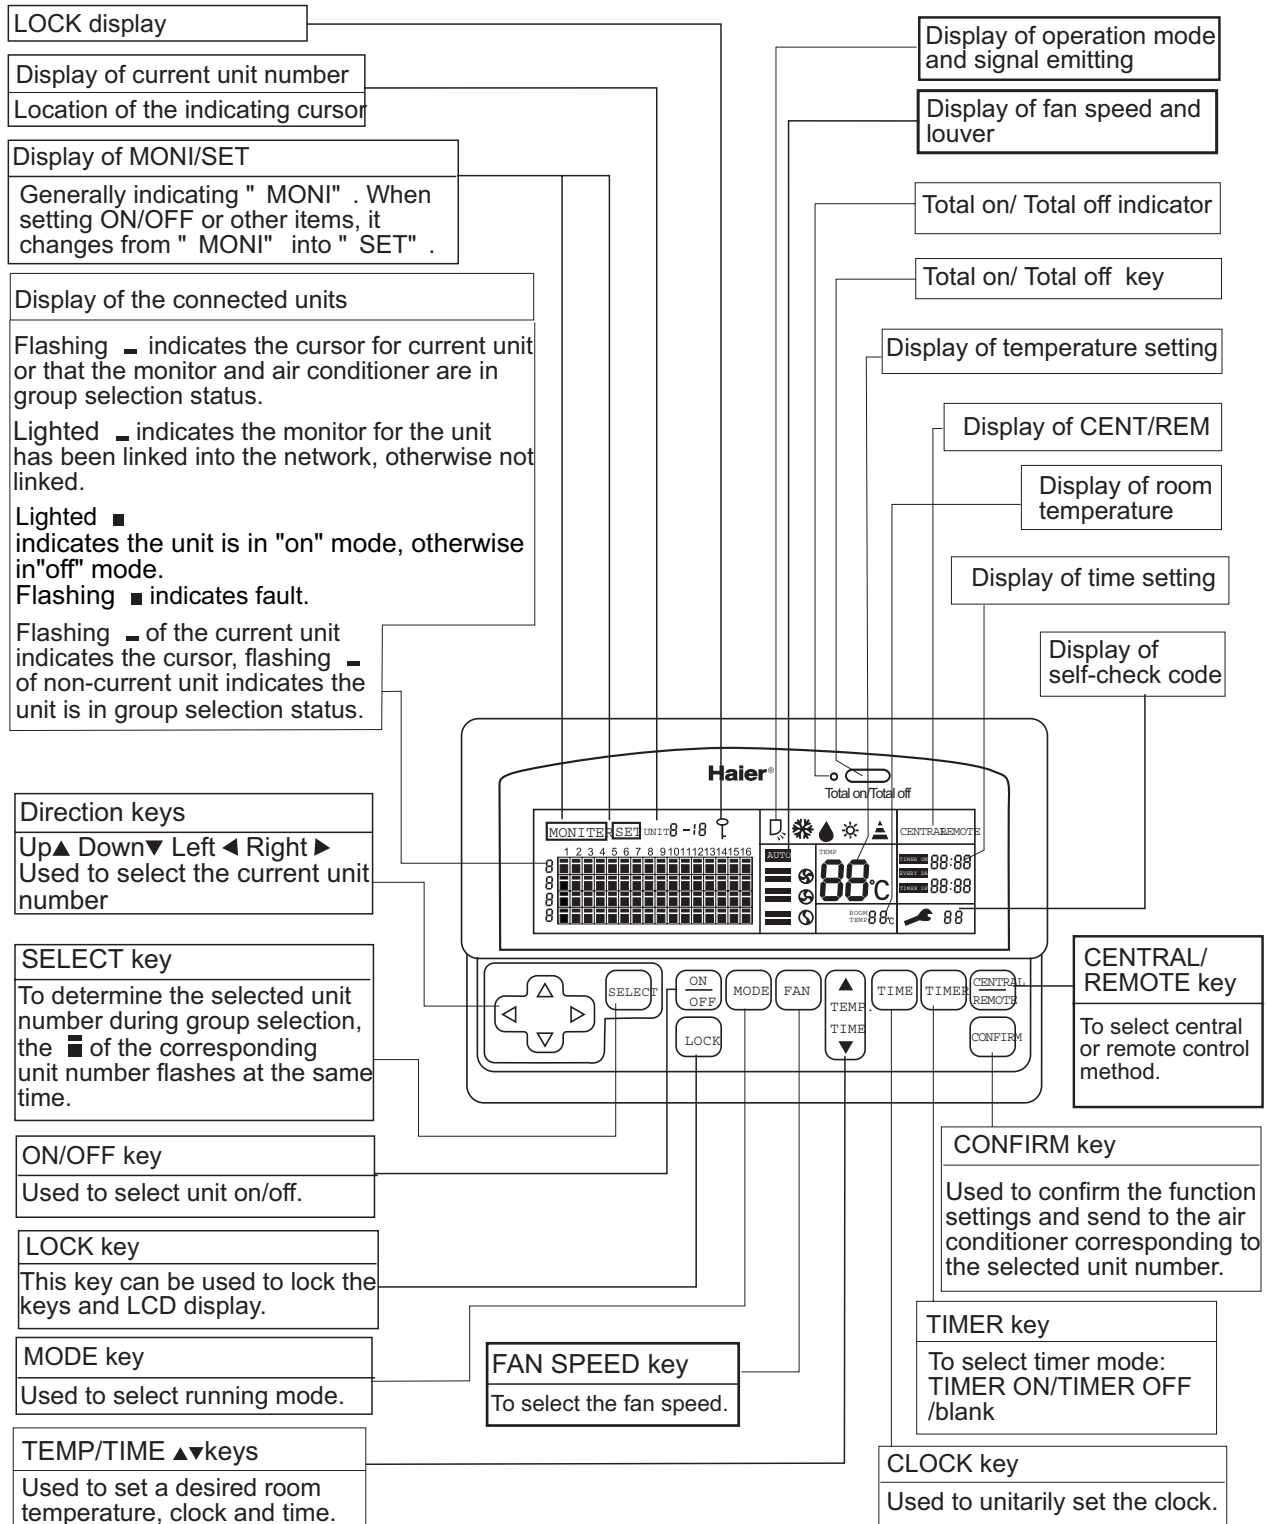 LOCK display
Display of current unit number
Location of the indicating cursor
Display of MONI/SET
Generally indicating " MONI" . When
setting ON/OFF or other items, it
changes from " MONI" into " SET" .
Display of the connected units
Flashing ▬ indicates the cursor for current unit
or that the monitor and air conditioner are in
group selection status.
Lighted ▬ indicates the monitor for the unit
has been linked into the network, otherwise not
linked.
Lighted ■
indicates the unit is in "on" mode, otherwise
in"off" mode.
Flashing ■ indicates fault.
Flashing ▬ of the current unit
indicates the cursor, flashing ▬
of non-current unit indicates the
unit is in group selection status.
Direction keys
Up▲ Down▼ Left ◀ Right ▶
Used to select the current unit
number
SELECT key
To determine the selected unit
number during group selection,
the of the corresponding
unit number flashes at the same
time.
ON/OFF key
Used to select unit on/off.
LOCK key
This key can be used to lock the
keys and LCD display.
MODE key
Used to select running mode.
TEMP/TIME ▲▼keys
Used to set a desired room
temperature, clock and time.
FAN SPEED key
To select the fan speed.
Display of operation mode
and signal emitting
Display of fan speed and
louver
Total on/ Total off indicator
Total on/ Total off key
Display of temperature setting
Display of CENT/REM
Display of room
temperature
Display of time setting
Display of
self-check code
Haier®
Total on/Total off
MONITER SET UNIT 8 -18
1 2 3 4 5 6 7 8 9 10 11 12 13 14 15 16
8
8
8
8
AUTO
TEMP
88°C
ROOM
TEMP 88°C
CENTRAL REMOTE
TIMER ON 88:88
EVERY DA
TIMER OF 88:88
88
SELECT
ON
OFF
LOCK
MODE
FAN
▲
TEMP.
TIME
▼
TIME
TIMER
CENTRAL
REMOTE
CONFIRM
CENTRAL/
REMOTE key
To select central
or remote control
method.
CONFIRM key
Used to confirm the function
settings and send to the air
conditioner corresponding to
the selected unit number.
TIMER key
To select timer mode:
TIMER ON/TIMER OFF
/blank
CLOCK key
Used to unitarily set the clock.